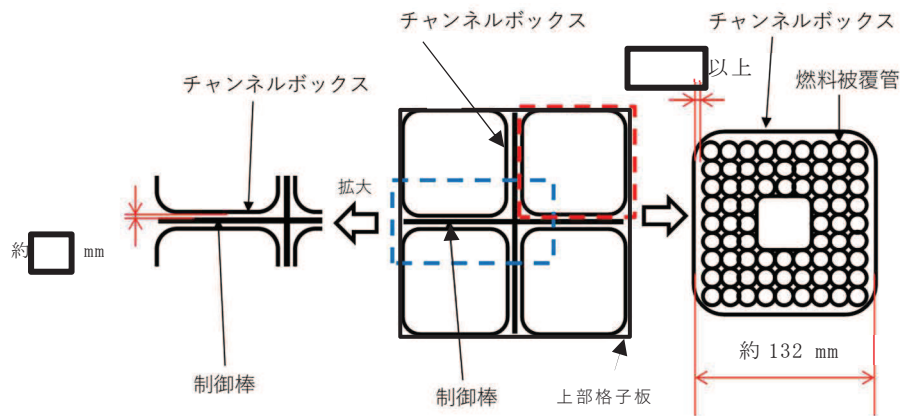 チャンネルボックス
チャンネルボックス
以上
チャンネルボックス
燃料被覆管
拡大
約 mm
制御棒
制御棒
上部格子板
約 132 mm